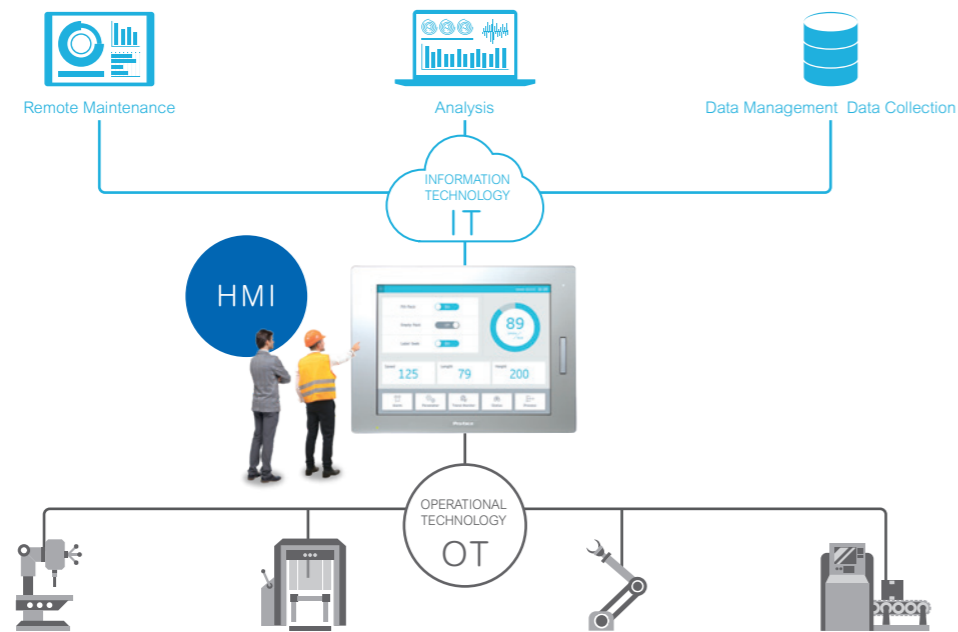 Remote Maintenance
Analysis
Data Management Data Collection
INFORMATION
TECHNOLOGY
IT
HMI
89
125
79
200
OPERATIONAL
TECHNOLOGY
OT